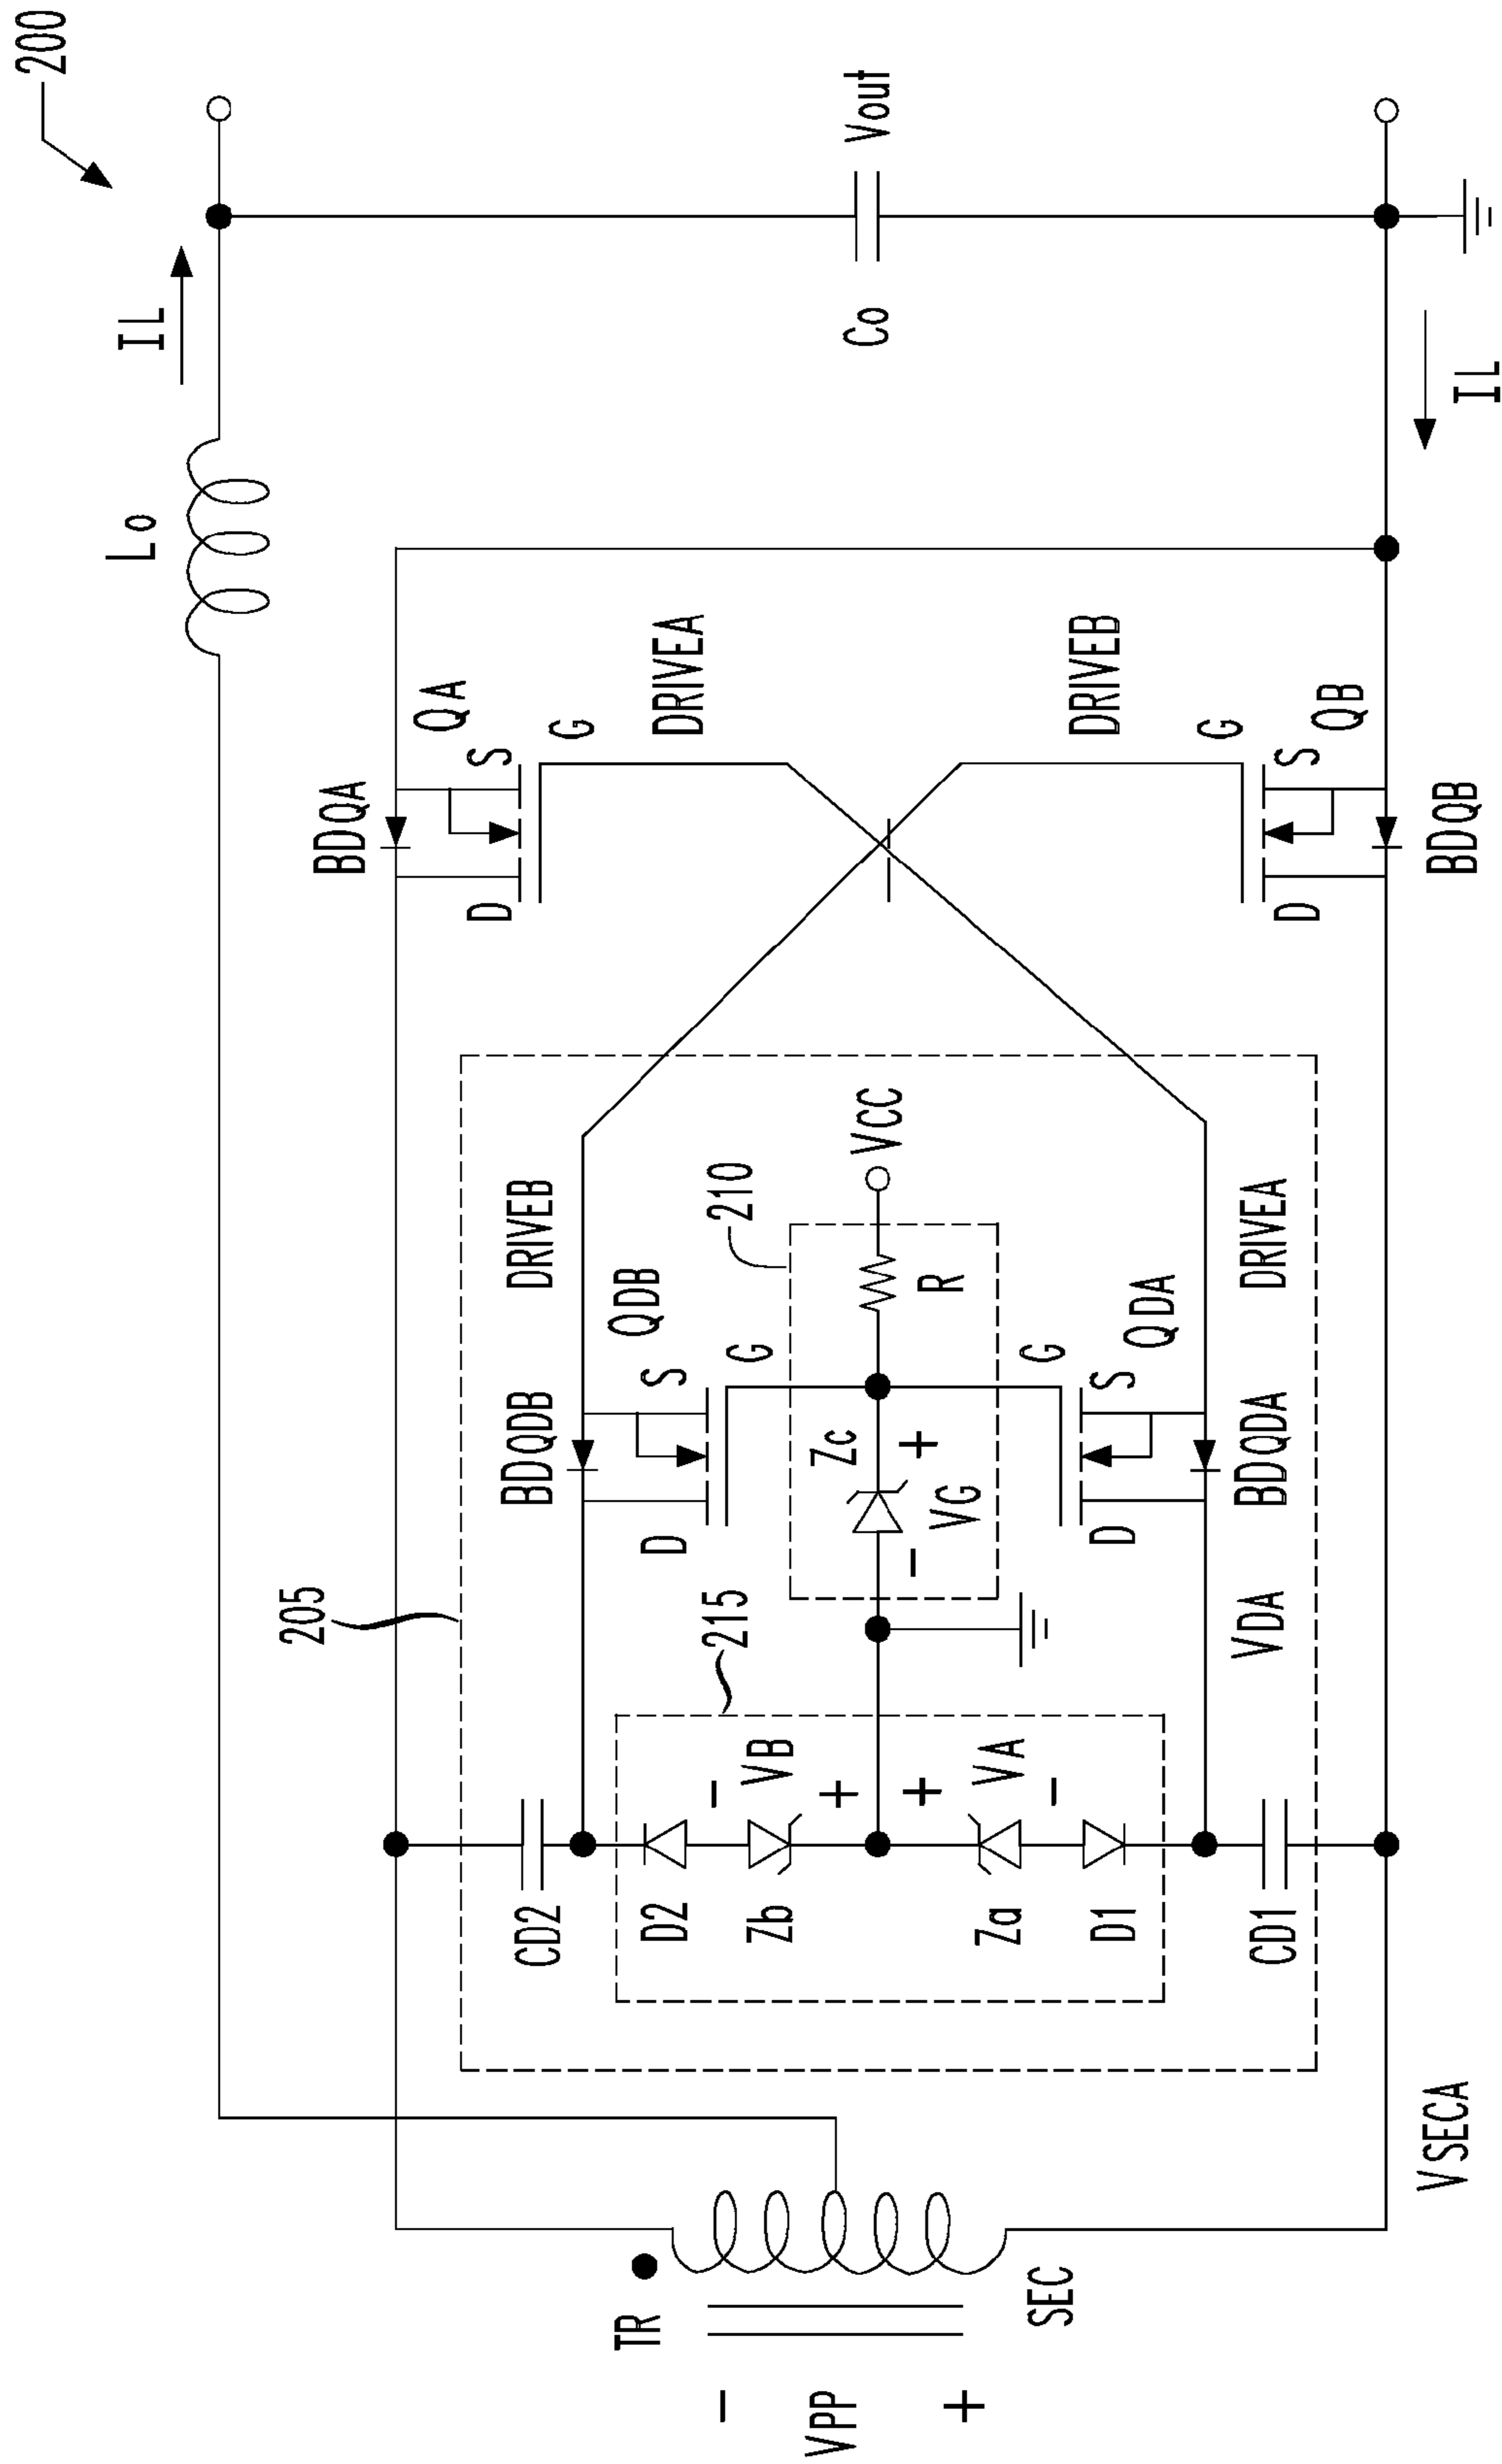 200
IL
Lo
Vout
Co
IL
BDQA
QA
S
G
D
DRIVEA
DRIVEB
G
S
QB
D
BDQB
205
210
215
DRIVEB
QDB
BDQDB
S
G
D
VCC
R
Zc
+
VG
−
G
S
QDA
D
DRIVEA
BDQDA
VDA
CD2
D2
−
VB
Zb
+
+
VA
Za
−
D1
CD1
TR
−
VPP
+
SEC
VSECA